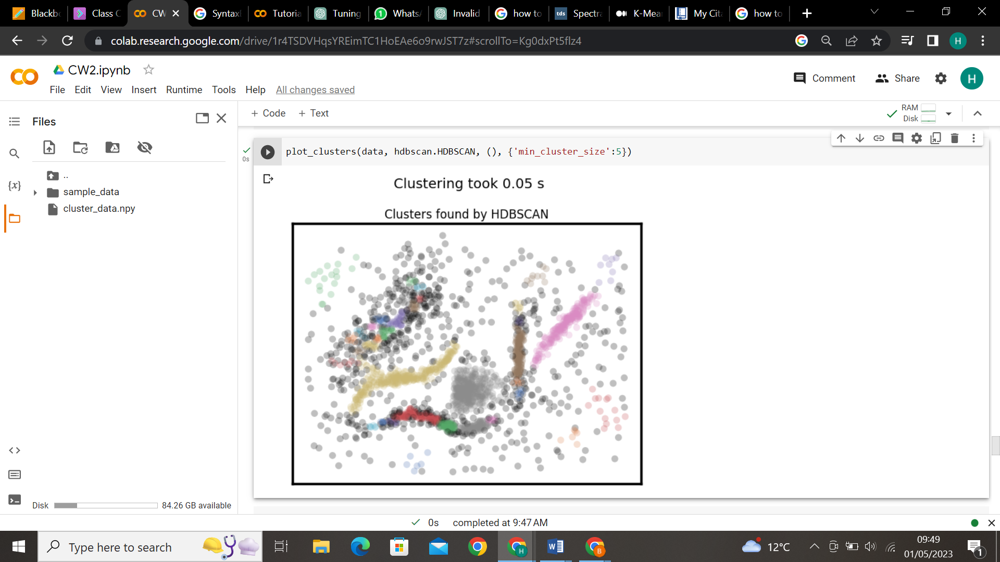 Blackb
Class C
CW
Syntax
Tutoria
Tuning
WhatsA
Invalid
how to
tds
Spectra
K-Mea
My Cita
how to
colab.research.google.com/drive/1r4TSDVHqsYREimTC1HoEAe6o9rwJST7z#scrollTo=Kg0dxPt5flz4
H
CW2.ipynb
Comment
Share
H
File Edit View Insert Runtime Tools Help All changes saved
Files
+ Code + Text
RAM
Disk
..
sample_data
cluster_data.npy
{x}
0s
plot_clusters(data, hdbscan.HDBSCAN, (), {'min_cluster_size':5})
Clustering took 0.05 s
Clusters found by HDBSCAN
Disk 84.26 GB available
0s completed at 9:47 AM
Type here to search
H
W
B
12°C
09:49
01/05/2023
1